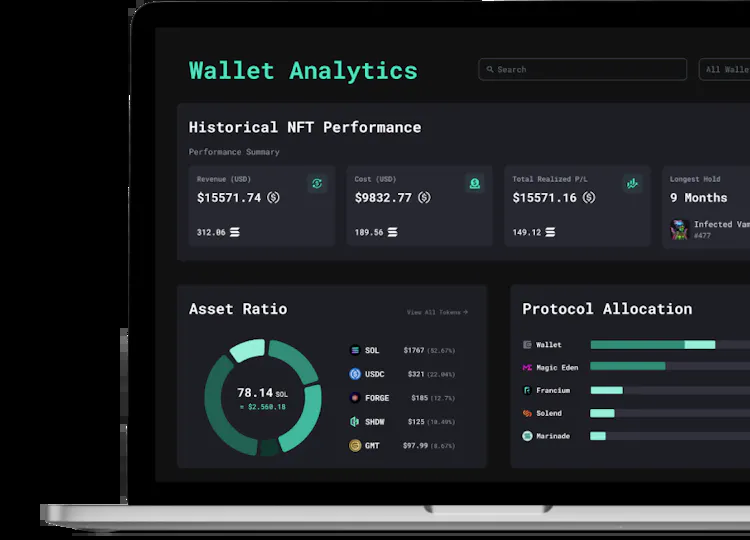 Wallet Analytics
Search
All Walle
Historical NFT Performance
Performance Summary
Revenue (USD)
$15571.74
312.06
Cost (USD)
$9832.77
189.56
Total Realized P/L
$15571.16
149.12
Longest Hold
9 Months
Infected Vam
#477
Asset Ratio
View All Tokens →
78.14 SOL
= $2.560.18
SOL $1767 (52.67%)
USDC $321 (22.04%)
FORGE $185 (12.7%)
SHDW $125 (10.49%)
GMT $97.99 (8.67%)
Protocol Allocation
Wallet
Magic Eden
Francium
Solend
Marinade